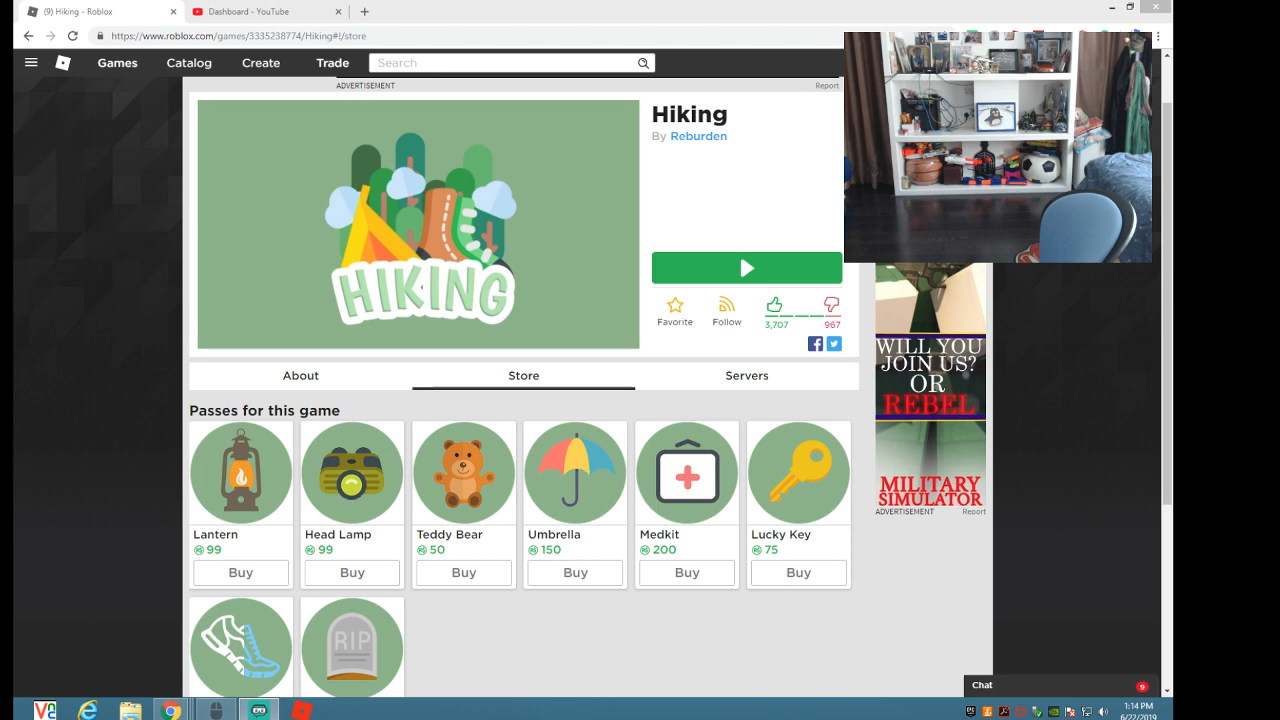 (9) Hiking - Roblox
Dashboard - YouTube
https://www.roblox.com/games/3335238774/Hiking#!/store
Games Catalog Create Trade Search
ADVERTISEMENT Report
HIKING
Hiking
By Reburden
Favorite Follow 3,707 967
About Store Servers
Passes for this game
Lantern Head Lamp Teddy Bear Umbrella Medkit Lucky Key
99 99 50 150 200 75
Buy Buy Buy Buy Buy Buy
RIP
WILL YOU
JOIN US?
OR
REBEL
MILITARY
SIMULATOR
ADVERTISEMENT Report
Chat 9
1:14 PM
6/22/2019